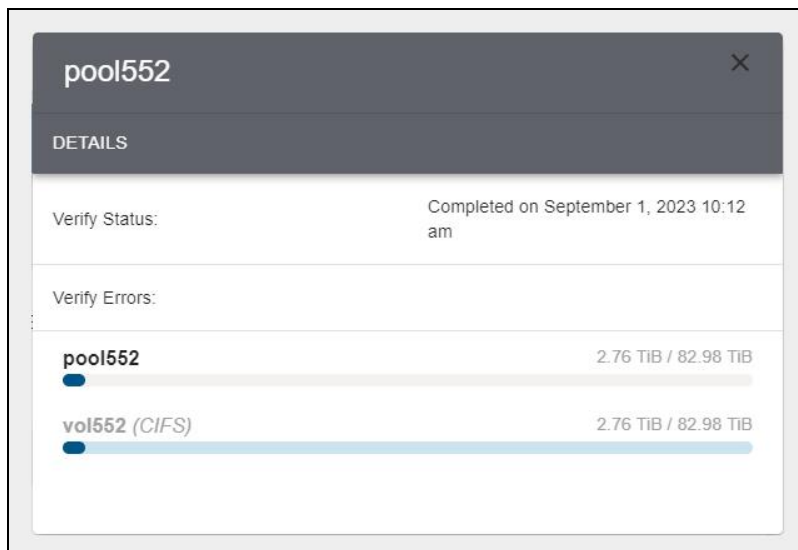 pool552
DETAILS
Verify Status:
Completed on September 1, 2023 10:12
am
Verify Errors:
pool552
2.76 TiB / 82.98 TiB
vol552 (CIFS)
2.76 TiB / 82.98 TiB